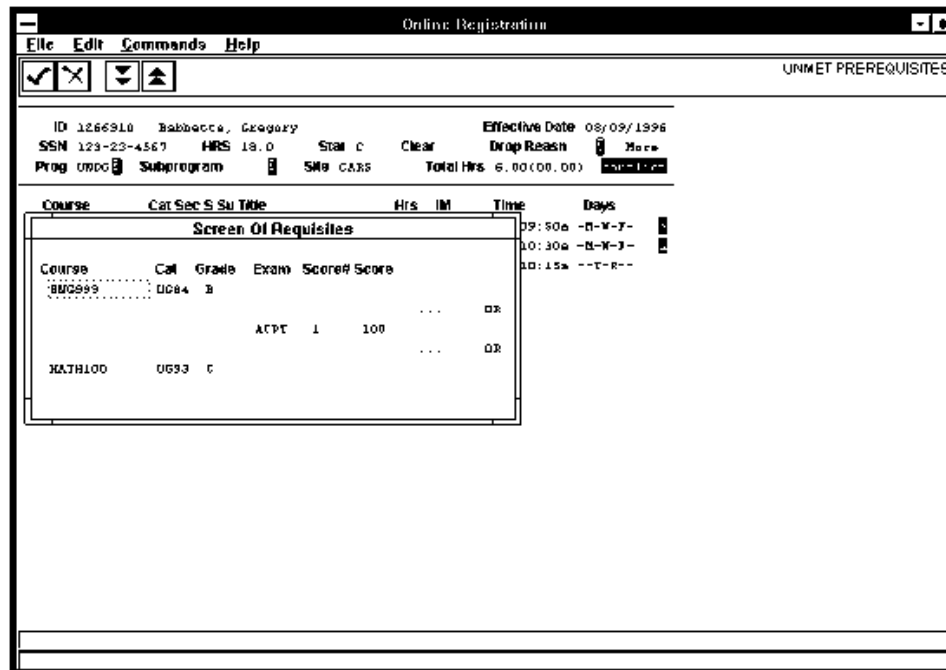 Online Registration
File Edit Commands Help
UNMET PREREQUISITES
ID 1266910 Gregory Effective Date 08/09/1996
SSN 123-23-4567 HRS 18.0 Stat C Clear Drop Reasn More
Prog UNDG Subprogram Site CARS Total Hrs 6.00(00.00)
Course Cat Sec S Su Title Hrs IM Time Days
Screen Of Requisites
09:50a -M-W-F-
10:30a -M-W-F-
10:15a --T-R--
Course Cat Grade Exam Score# Score
ENG999 UG84 B
... OR
ACPT 1 100
... OR
MATH100 UG93 C